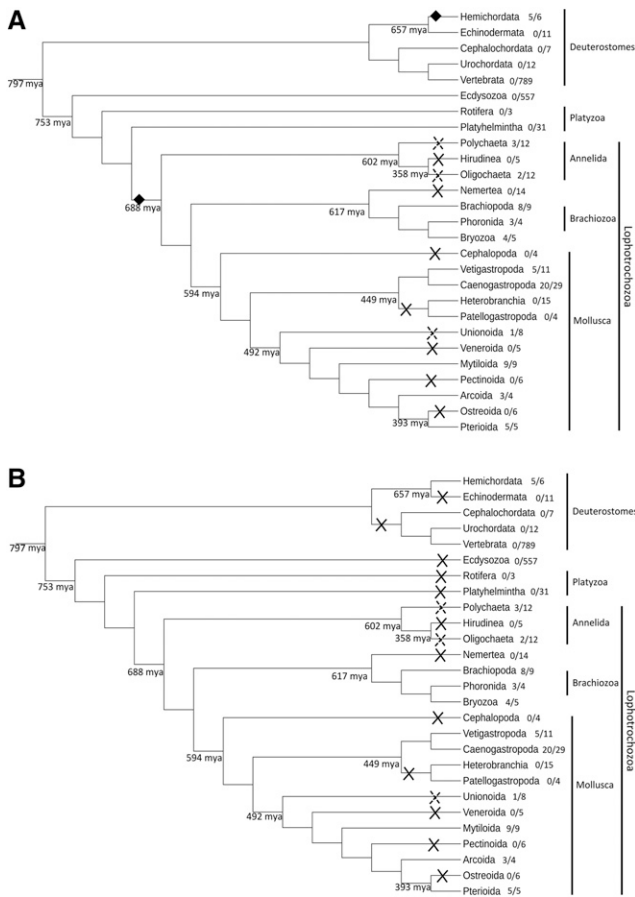 A
Hemichordata 5/6
657 mya
Echinodermata 0/11
Cephalochordata 0/7
Deuterostomes
Urochordata 0/12
797 mya
Vertebrata 0/789
Ecdysozoa 0/557
753 mya
Rotifera 0/3
Platyzoa
Platyhelmintha 0/31
Polychaeta 3/12
602 mya
Hirudinea 0/5
Annelida
358 mya
Oligochaeta 2/12
Nemertea 0/14
688 mya
617 mya
Brachiopoda 8/9
Phoronida 3/4
Brachiozoa
Bryozoa 4/5
Lophotrochozoa
Cephalopoda 0/4
Vetigastropoda 5/11
594 mya
Caenogastropoda 20/29
449 mya
Heterobranchia 0/15
Patellogastropoda 0/4
Mollusca
Unionoida 1/8
492 mya
Veneroida 0/5
Mytiloida 9/9
Pectinoida 0/6
Arcoida 3/4
Ostreoida 0/6
393 mya
Pterioida 5/5
B
Hemichordata 5/6
657 mya
Echinodermata 0/11
Cephalochordata 0/7
Deuterostomes
Urochordata 0/12
797 mya
Vertebrata 0/789
Ecdysozoa 0/557
753 mya
Rotifera 0/3
Platyzoa
Platyhelmintha 0/31
Polychaeta 3/12
602 mya
Hirudinea 0/5
Annelida
358 mya
Oligochaeta 2/12
Nemertea 0/14
688 mya
617 mya
Brachiopoda 8/9
Phoronida 3/4
Brachiozoa
Bryozoa 4/5
Lophotrochozoa
Cephalopoda 0/4
Vetigastropoda 5/11
594 mya
Caenogastropoda 20/29
449 mya
Heterobranchia 0/15
Patellogastropoda 0/4
Mollusca
Unionoida 1/8
492 mya
Veneroida 0/5
Mytiloida 9/9
Pectinoida 0/6
Arcoida 3/4
Ostreoida 0/6
393 mya
Pterioida 5/5